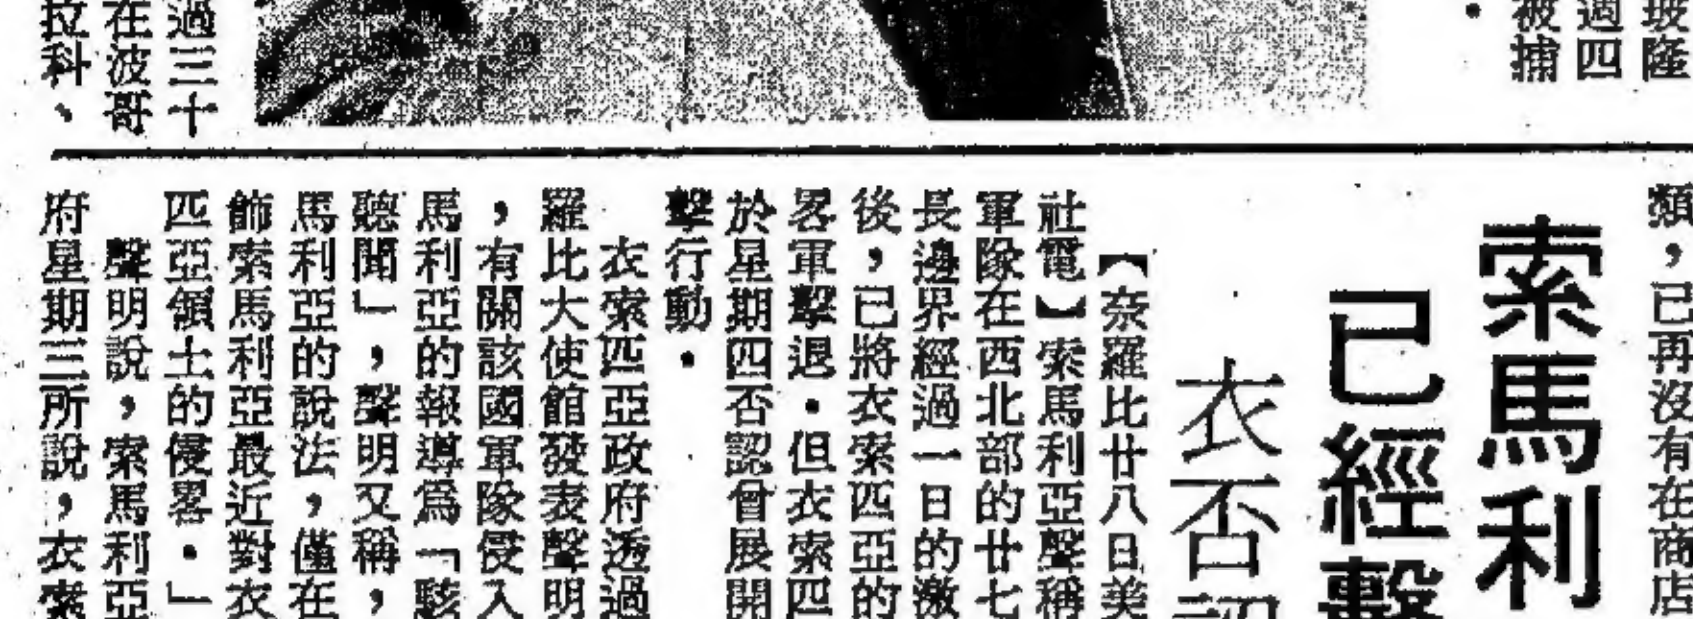 玻隆
週四
被捕
．
過三十
在波哥
拉科、
類，已再沒有在商店
索馬利
已經擊
衣否認
【奈羅比廿八日美
社電】索馬利亞聲稱
軍隊在西北部的廿七
長邊界經過一日的激
後，已將衣索匹亞的
畧軍擊退．但衣索匹
於星期四否認曾展開
擊行動．
衣索匹亞政府透過
羅比大使館發表聲明
，有關該國軍隊侵入
馬利亞的報導爲「駭
聽聞」，聲明又稱，
馬利亞的說法，僅在
飾索馬利亞最近對衣
匹亞領土的侵畧．」
聲明說，索馬利亞
府星期三所說，衣索